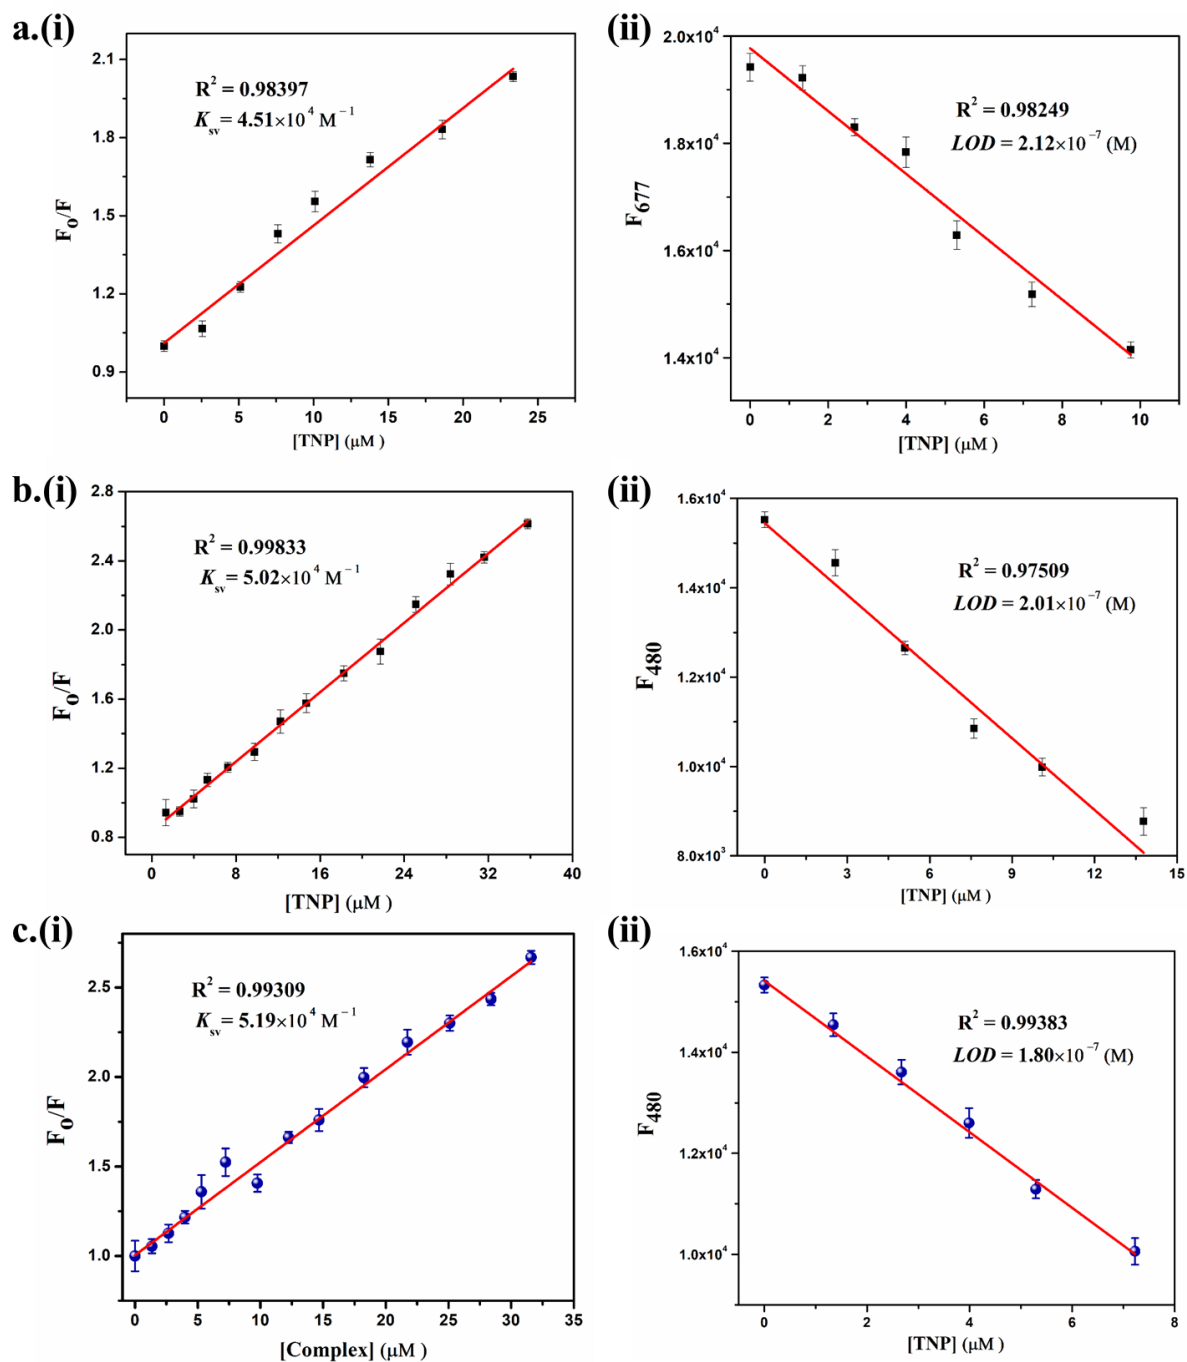 a.(i)
2.1
1.8
1.5
1.2
0.9
F₀/F
R² = 0.98397
Kₛᵥ = 4.51×10⁴ M⁻¹
0 5 10 15 20 25
[TNP] (μM )
(ii)
2.0x10⁴
1.8x10⁴
1.6x10⁴
1.4x10⁴
F₆₇₇
R² = 0.98249
LOD = 2.12×10⁻⁷ (M)
0 2 4 6 8 10
[TNP] (μM )
b.(i)
2.8
2.4
2.0
1.6
1.2
0.8
F₀/F
R² = 0.99833
Kₛᵥ = 5.02×10⁴ M⁻¹
0 8 16 24 32 40
[TNP] (μM )
(ii)
1.6x10⁴
1.4x10⁴
1.2x10⁴
1.0x10⁴
8.0x10³
F₄₈₀
R² = 0.97509
LOD = 2.01×10⁻⁷ (M)
0 3 6 9 12 15
[TNP] (μM )
c.(i)
2.5
2.0
1.5
1.0
F₀/F
R² = 0.99309
Kₛᵥ = 5.19×10⁴ M⁻¹
0 5 10 15 20 25 30 35
[Complex] (μM )
(ii)
1.6x10⁴
1.4x10⁴
1.2x10⁴
1.0x10⁴
F₄₈₀
R² = 0.99383
LOD = 1.80×10⁻⁷ (M)
0 2 4 6 8
[TNP] (μM )